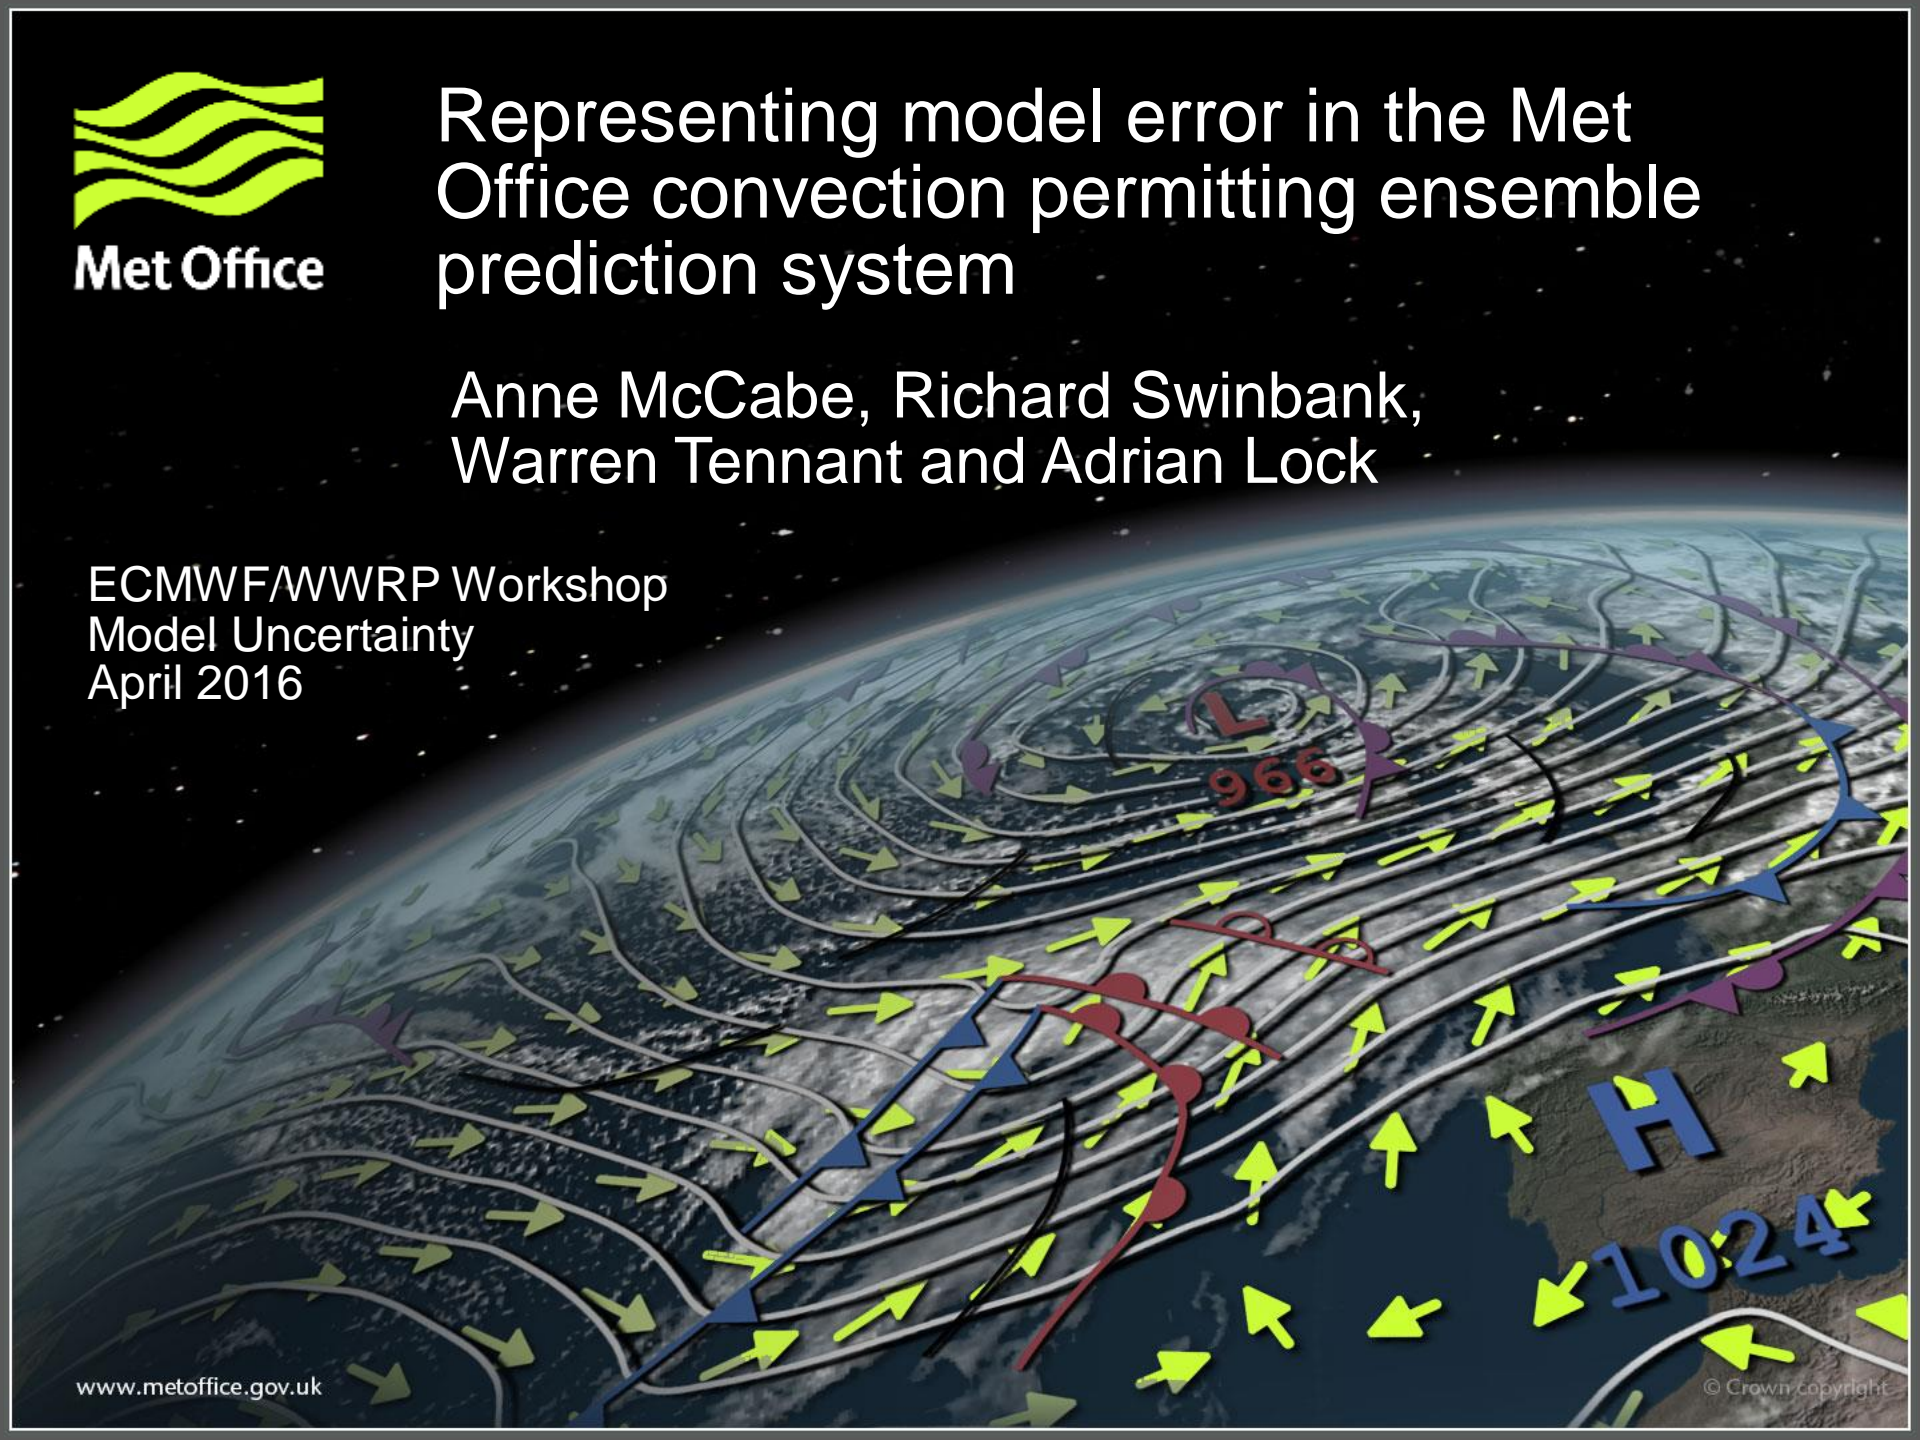 Met Office
Representing model error in the Met
Office convection permitting ensemble
prediction system
Anne McCabe, Richard Swinbank,
Warren Tennant and Adrian Lock
ECMWF/WWRP Workshop
Model Uncertainty
April 2016
L
966
H
1024
www.metoffice.gov.uk
© Crown copyright